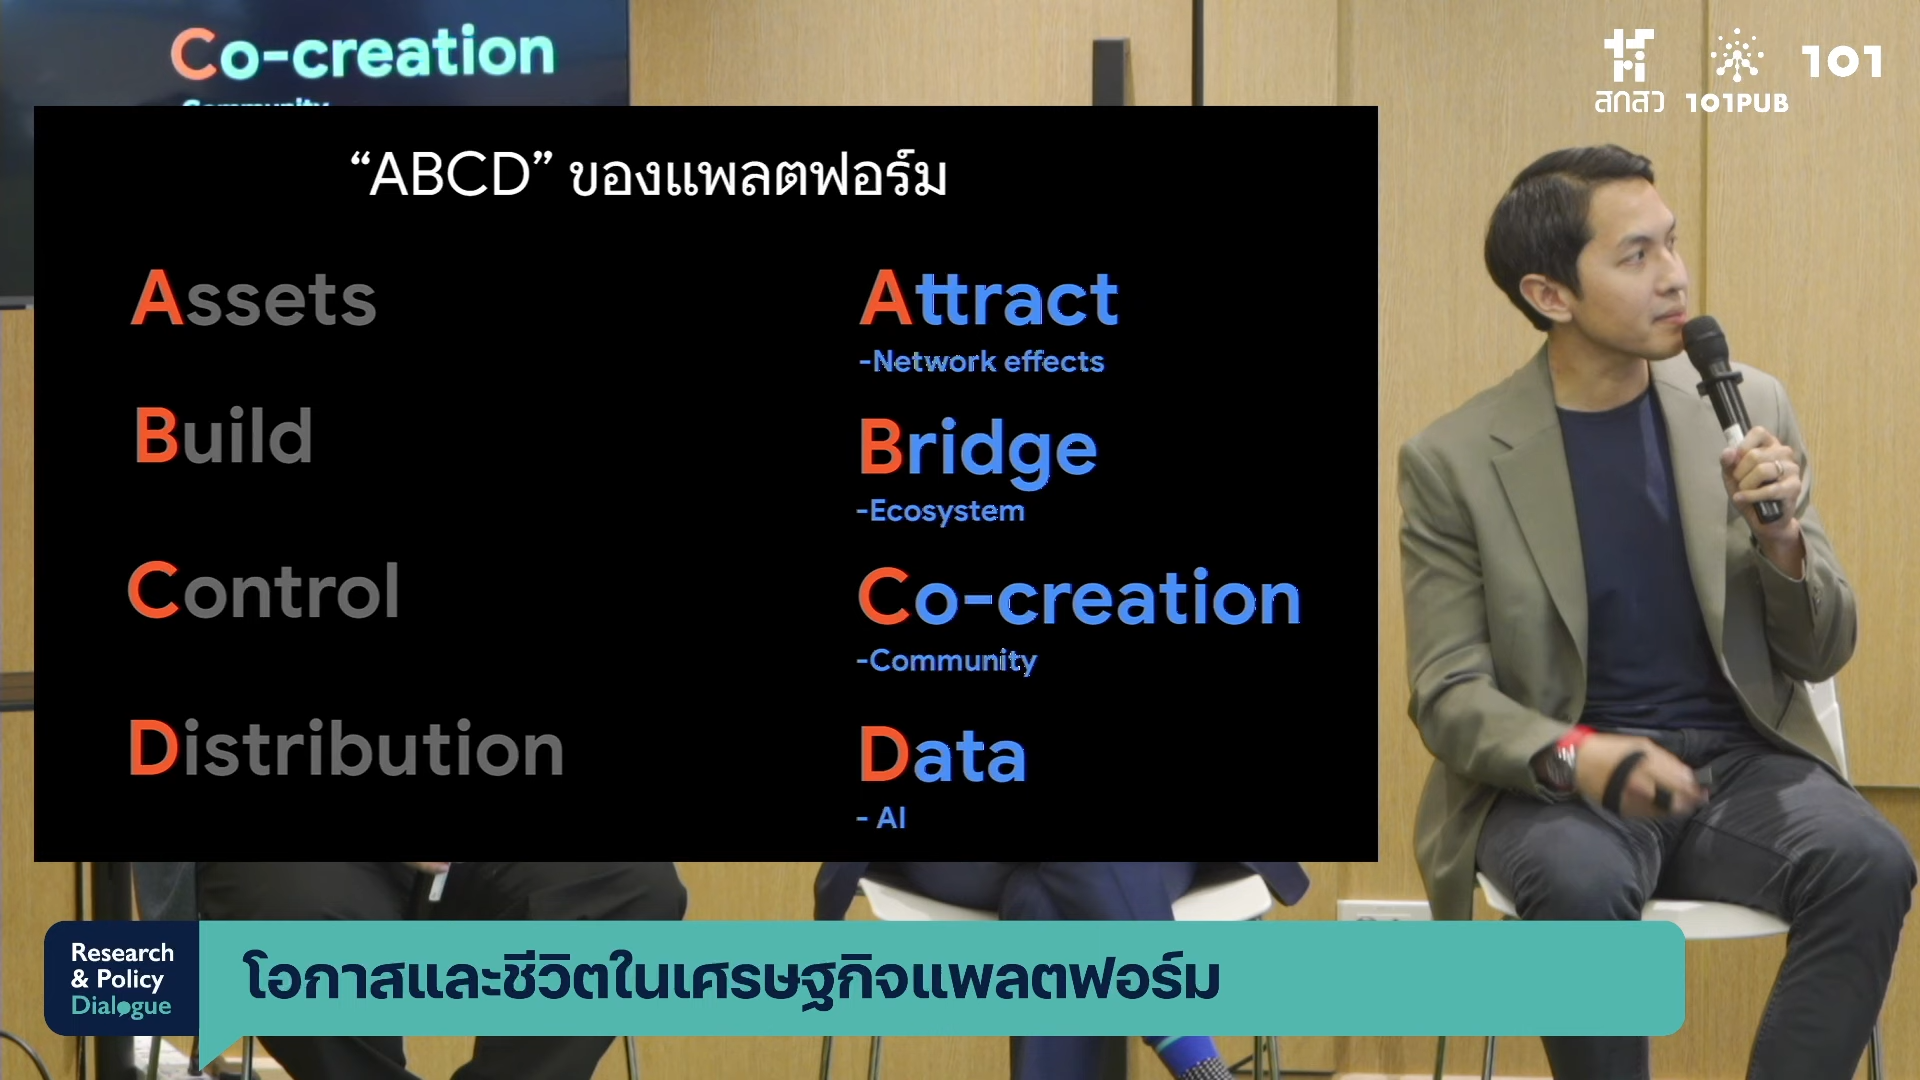 Co-creation
Community
สกสว
101PUB
101
“ABCD” ของแพลตฟอร์ม
Assets
Build
Control
Distribution
Attract
-Network effects
Bridge
-Ecosystem
Co-creation
-Community
Data
- AI
Research
& Policy
Dialogue
โอกาสและชีวิตในเศรษฐกิจแพลตฟอร์ม